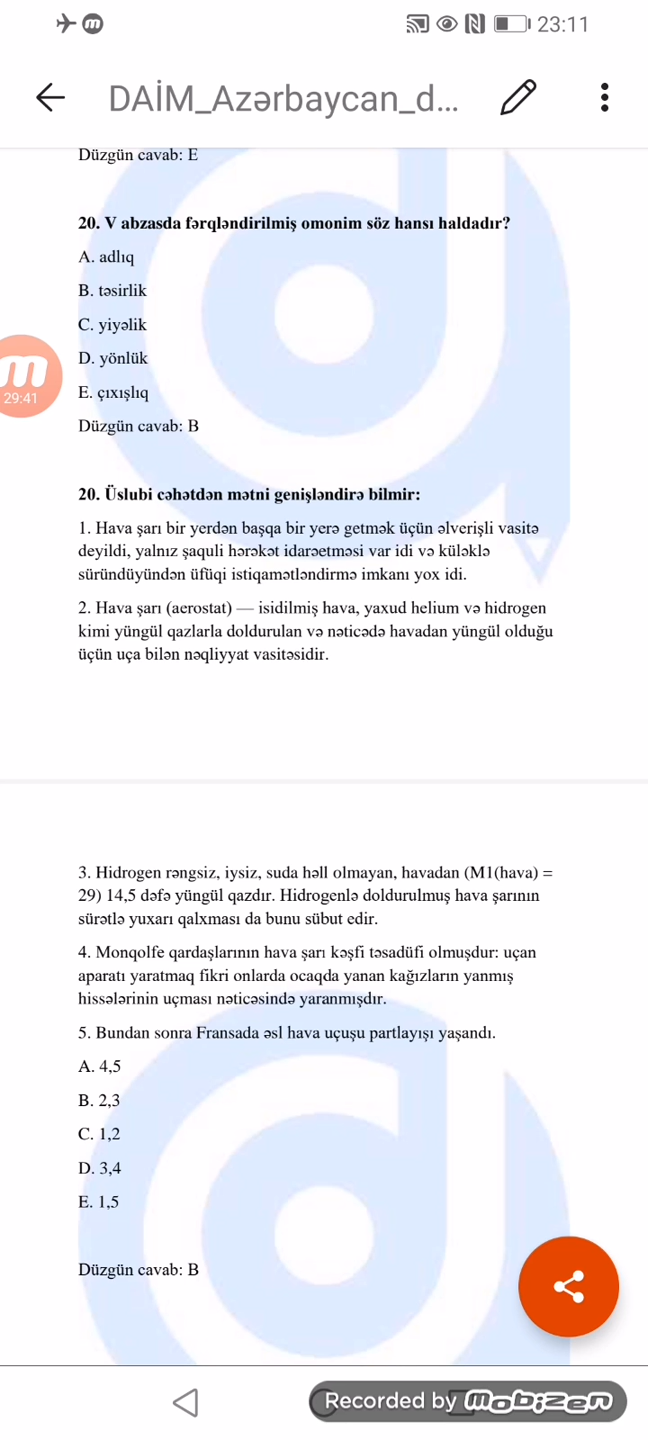 23:11
DAİM_Azərbaycan_d...
Düzgün cavab: E
20. V abzasda fərqləndirilmiş omonim söz hansı haldadır?
A. adlıq
B. təsirlik
C. yiyəlik
D. yönlük
E. çıxışlıq
Düzgün cavab: B
m
29:41
20. Üslubi cəhətdən mətni genişləndirə bilmir:
1. Hava şarı bir yerdən başqa bir yerə getmək üçün əlverişli vasitə
deyildi, yalnız şaquli hərəkət idarəetməsi var idi və küləklə
süründüyündən üfüqi istiqamətləndirmə imkanı yox idi.
2. Hava şarı (aerostat) — isidilmiş hava, yaxud helium və hidrogen
kimi yüngül qazlarla doldurulan və nəticədə havadan yüngül olduğu
üçün uça bilən nəqliyyat vasitəsidir.
3. Hidrogen rəngsiz, iysiz, suda həll olmayan, havadan (M1(hava) =
29) 14,5 dəfə yüngül qazdır. Hidrogenlə doldurulmuş hava şarının
sürətlə yuxarı qalxması da bunu sübut edir.
4. Monqolfe qardaşlarının hava şarı kəşfi təsadüfi olmuşdur: uçan
aparatı yaratmaq fikri onlarda ocaqda yanan kağızların yanmış
hissələrinin uçması nəticəsində yaranmışdır.
5. Bundan sonra Fransada əsl hava uçuşu partlayışı yaşandı.
A. 4,5
B. 2,3
C. 1,2
D. 3,4
E. 1,5
Düzgün cavab: B
Recorded by mobizen